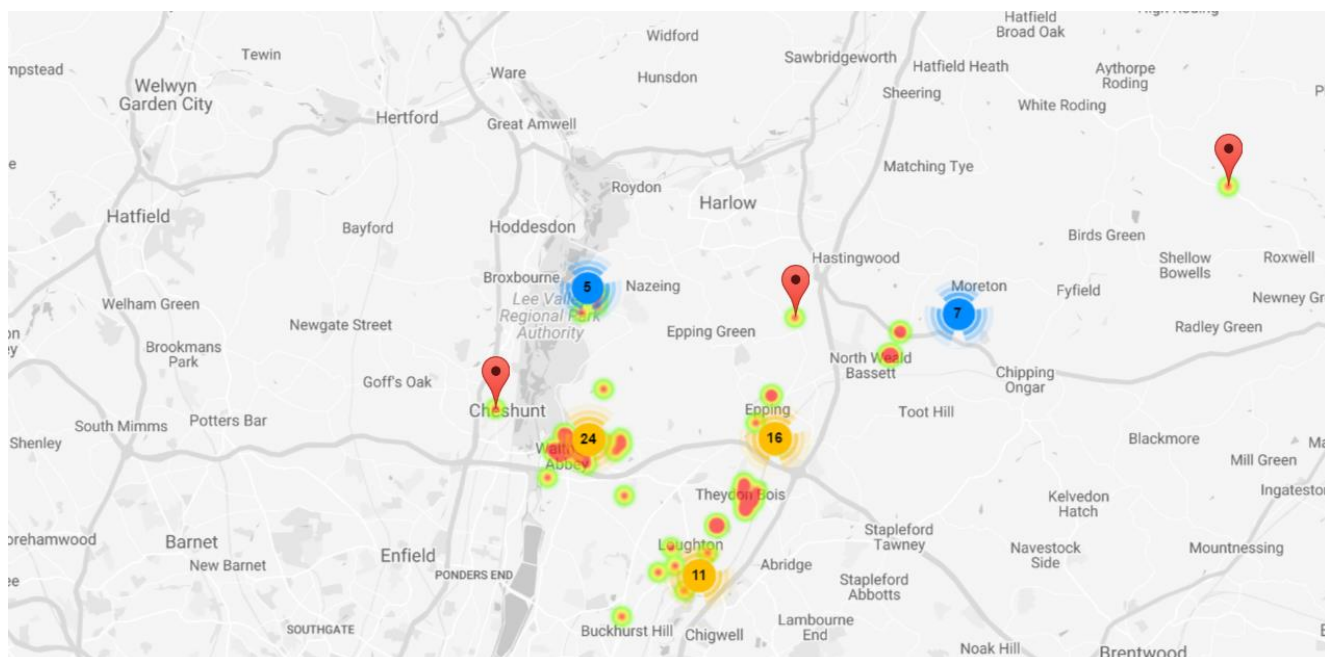 Hatfield
Broad Oak
Widford
Tewin
Sawbridgeworth
Hatfield Heath
Aythorpe
Roding
Ware
Hunsdon
Welwyn
Garden City
Sheering
White Roding
Hertford
Great Amwell
Matching Tye
Roydon
Harlow
Hatfield
Bayford
Hoddesdon
Birds Green
Shellow
Bowells
Roxwell
Hastingwood
Broxbourne
Nazeing
Moreton
Fyfield
5
7
Welham Green
Lee Valley
Regional Park
Authority
Newgate Street
Epping Green
Radley Green
Brookmans
Park
North Weald
Bassett
Chipping
Ongar
Goff's Oak
Cheshunt
Epping
Toot Hill
South Mimms
Potters Bar
24
16
Shenley
Blackmore
Abbey
Mill Green
Theydon Bois
Kelvedon
Hatch
Stapleford
Tawney
Barnet
Enfield
Loughton
Navestock
Side
Mountnessing
New Barnet
PONDERS END
11
Abridge
Stapleford
Abbotts
SOUTHGATE
Buckhurst Hill
Chigwell
Lambourne
End
Noak Hill
Brentwood